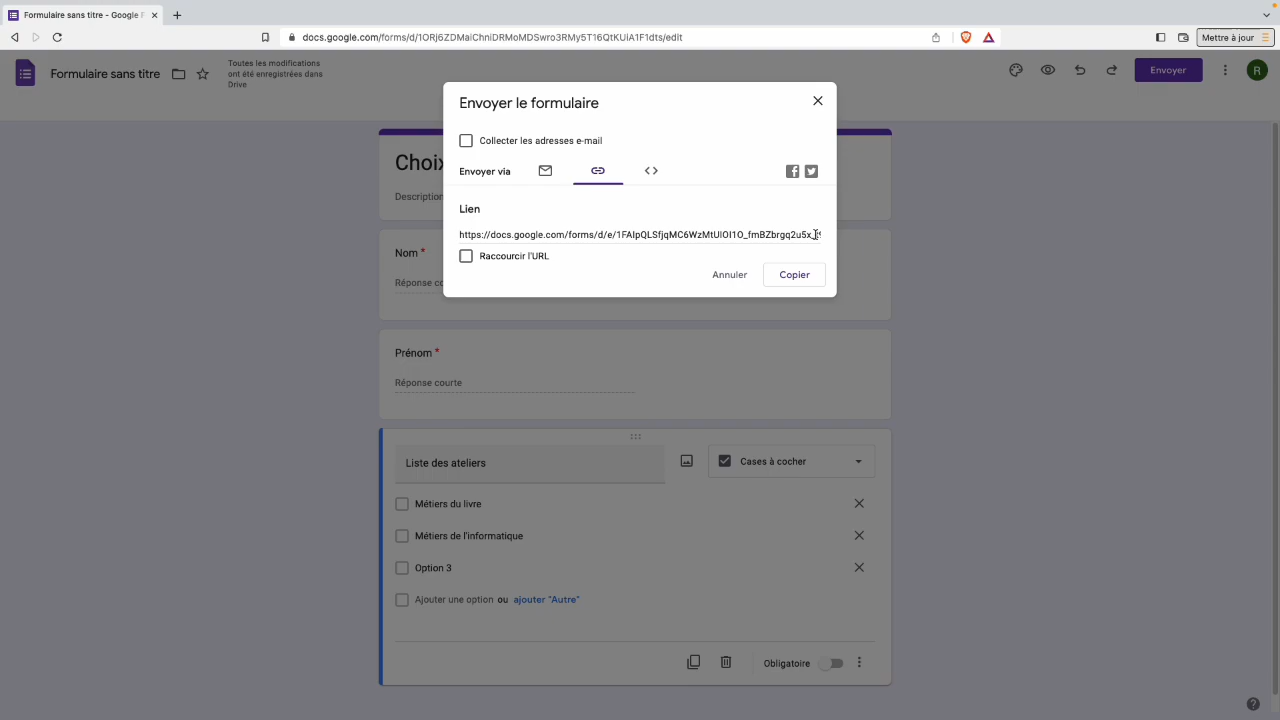 Formulaire sans titre - Google F
docs.google.com/forms/d/1ORj6ZDMaiChniDRMoMDSwro3RMy5T16QtKUiA1F1dts/edit
Mettre à jour
Formulaire sans titre
Toutes les modifications
ont été enregistrées dans
Drive
Envoyer
R
Envoyer le formulaire
Collecter les adresses e-mail
Envoyer via
Lien
https://docs.google.com/forms/d/e/1FAIpQLSfjqMC6WzMtUIOI1O_fmBZbrgq2u5x_
Raccourcir l'URL
Annuler
Copier
Choix
Description
Nom *
Réponse co
Prénom *
Réponse courte
Liste des ateliers
Cases à cocher
Métiers du livre
Métiers de l'informatique
Option 3
Ajouter une option ou ajouter "Autre"
Obligatoire